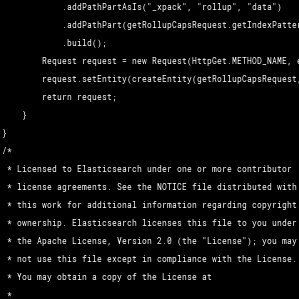 .addPathPartAsIs("_xpack", "rollup", "data")
.addPathPart(getRollupCapsRequest.getIndexPatter
.build();
Request request = new Request(HttpGet.METHOD_NAME, e
request.setEntity(createEntity(getRollupCapsRequest,
return request;
}
}
/*
* Licensed to Elasticsearch under one or more contributor
* license agreements. See the NOTICE file distributed with
* this work for additional information regarding copyright
* ownership. Elasticsearch licenses this file to you under
* the Apache License, Version 2.0 (the "License"); you may
* not use this file except in compliance with the License.
* You may obtain a copy of the License at
*